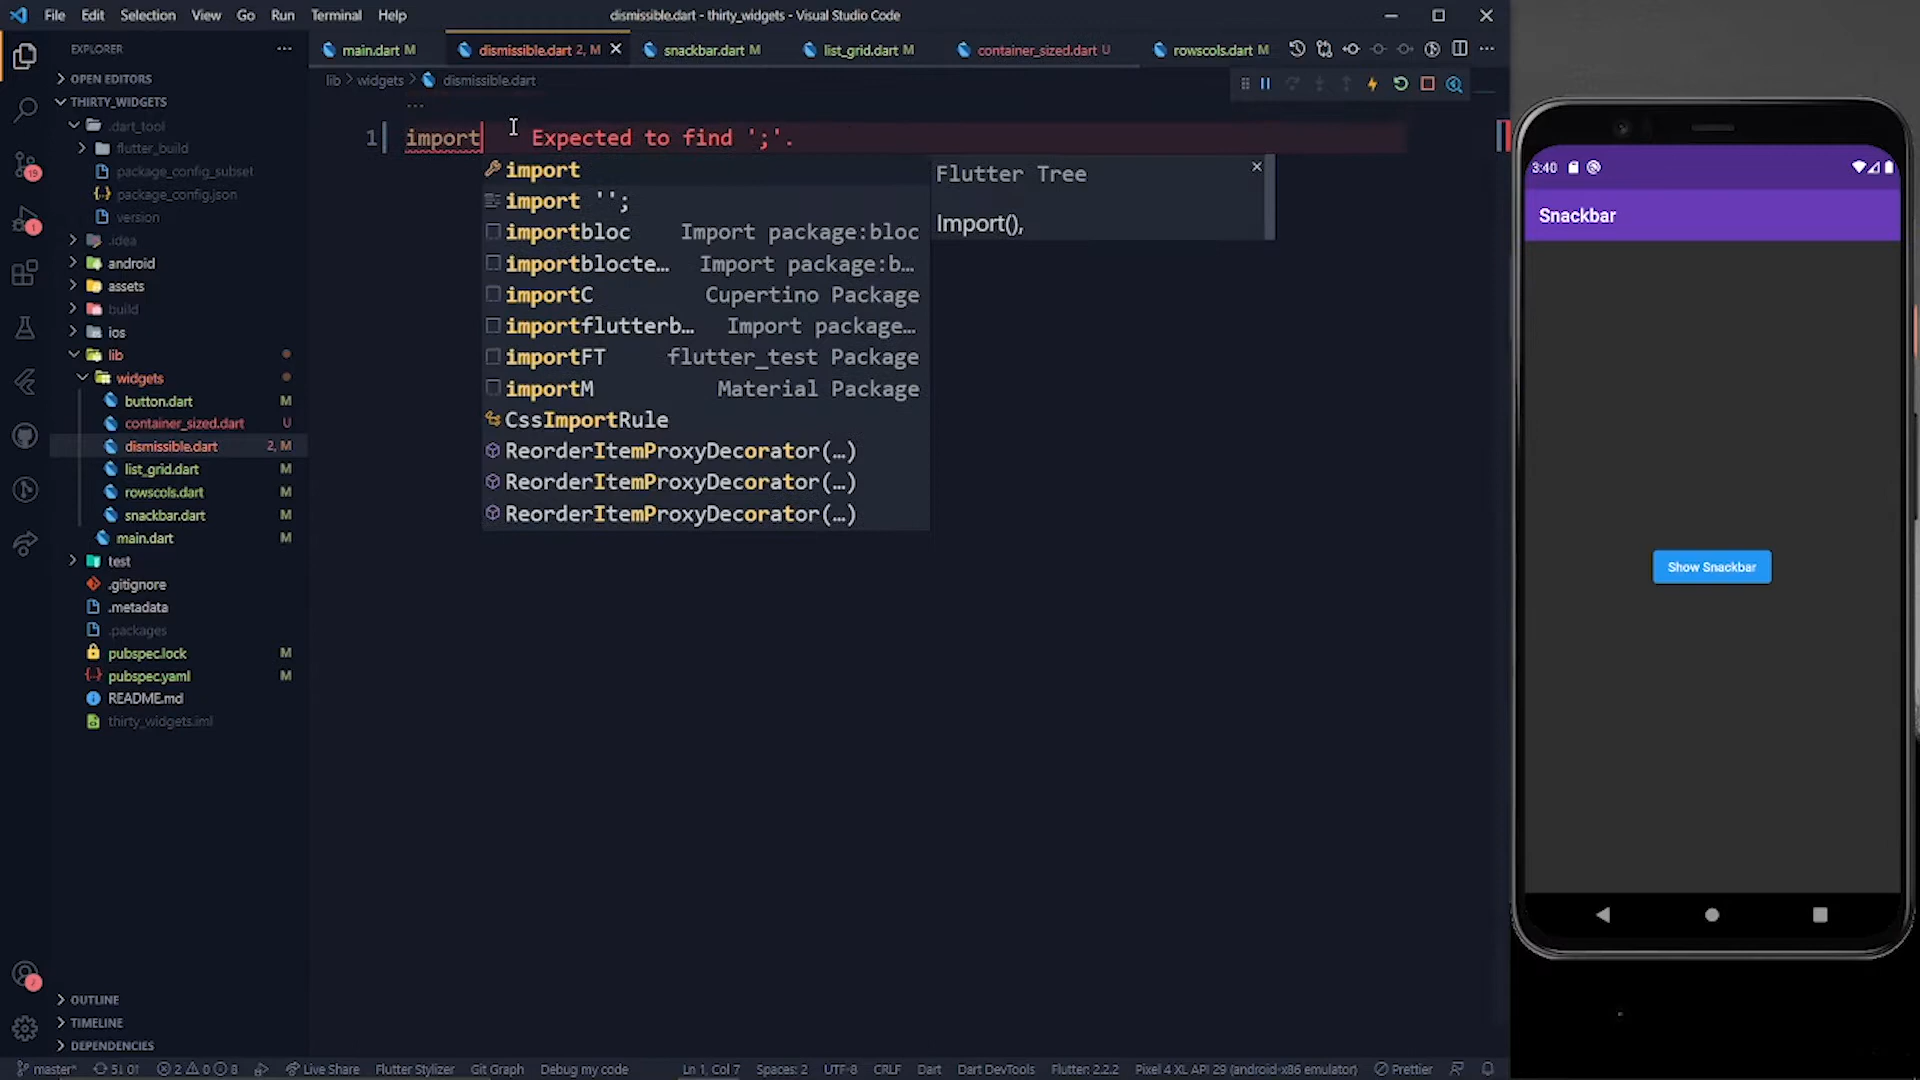 File Edit Selection View Go Run Terminal Help
dismissible.dart - thirty_widgets - Visual Studio Code
EXPLORER
main.dart M
dismissible.dart 2, M
snackbar.dart M
list_grid.dart M
container_sized.dart U
rowscols.dart M
OPEN EDITORS
THIRTY_WIDGETS
.dart_tool
flutter_build
package_config_subset
package_config.json
version
.idea
android
assets
build
ios
lib
widgets
button.dart M
container_sized.dart U
dismissible.dart 2, M
list_grid.dart M
rowscols.dart M
snackbar.dart M
main.dart M
test
.gitignore
.metadata
.packages
pubspec.lock M
pubspec.yaml M
README.md
thirty_widgets.iml
OUTLINE
TIMELINE
DEPENDENCIES
19
1
lib > widgets > dismissible.dart
...
1 import Expected to find ';'.
import
import '';
importbloc Import package:bloc
importblocte… Import package:b…
importC Cupertino Package
importflutterb… Import package…
importFT flutter_test Package
importM Material Package
CssImportRule
ReorderItemProxyDecorator(…)
ReorderItemProxyDecorator(…)
ReorderItemProxyDecorator(…)
Flutter Tree
Import(),
3:40
Snackbar
Show Snackbar
master* 5↓ 0↑ 2 0 8 Live Share Flutter Stylizer Git Graph Debug my code
Ln 1, Col 7 Spaces: 2 UTF-8 CRLF Dart Dart DevTools Flutter: 2.2.2 Pixel 4 XL API 29 (android-x86 emulator) Prettier